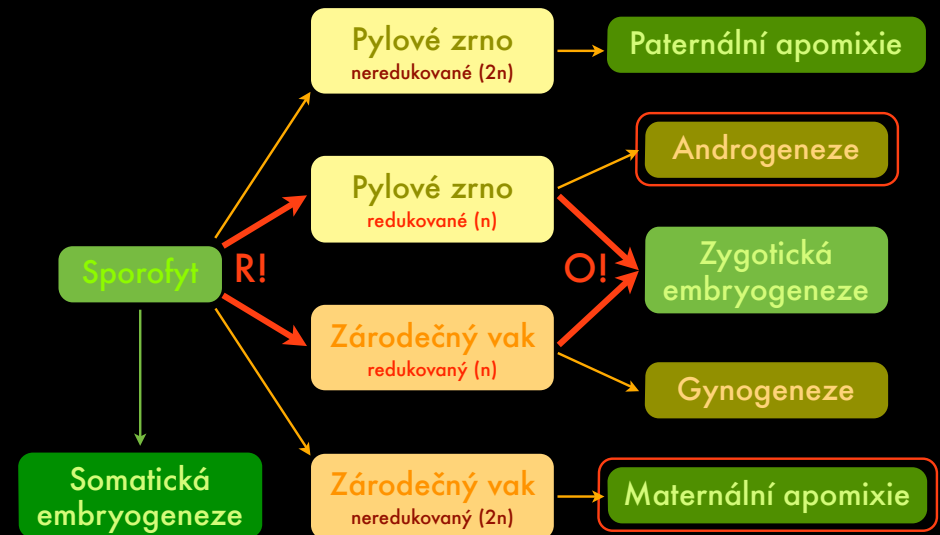 Pylové zrno
neredukované (2n)
Paternální apomixie
Androgeneze
Pylové zrno
redukované (n)
Sporofyt
R!
O!
Zygotická
embryogeneze
Zárodečný vak
redukovaný (n)
Gynogeneze
Somatická
embryogeneze
Zárodečný vak
neredukovaný (2n)
Maternální apomixie